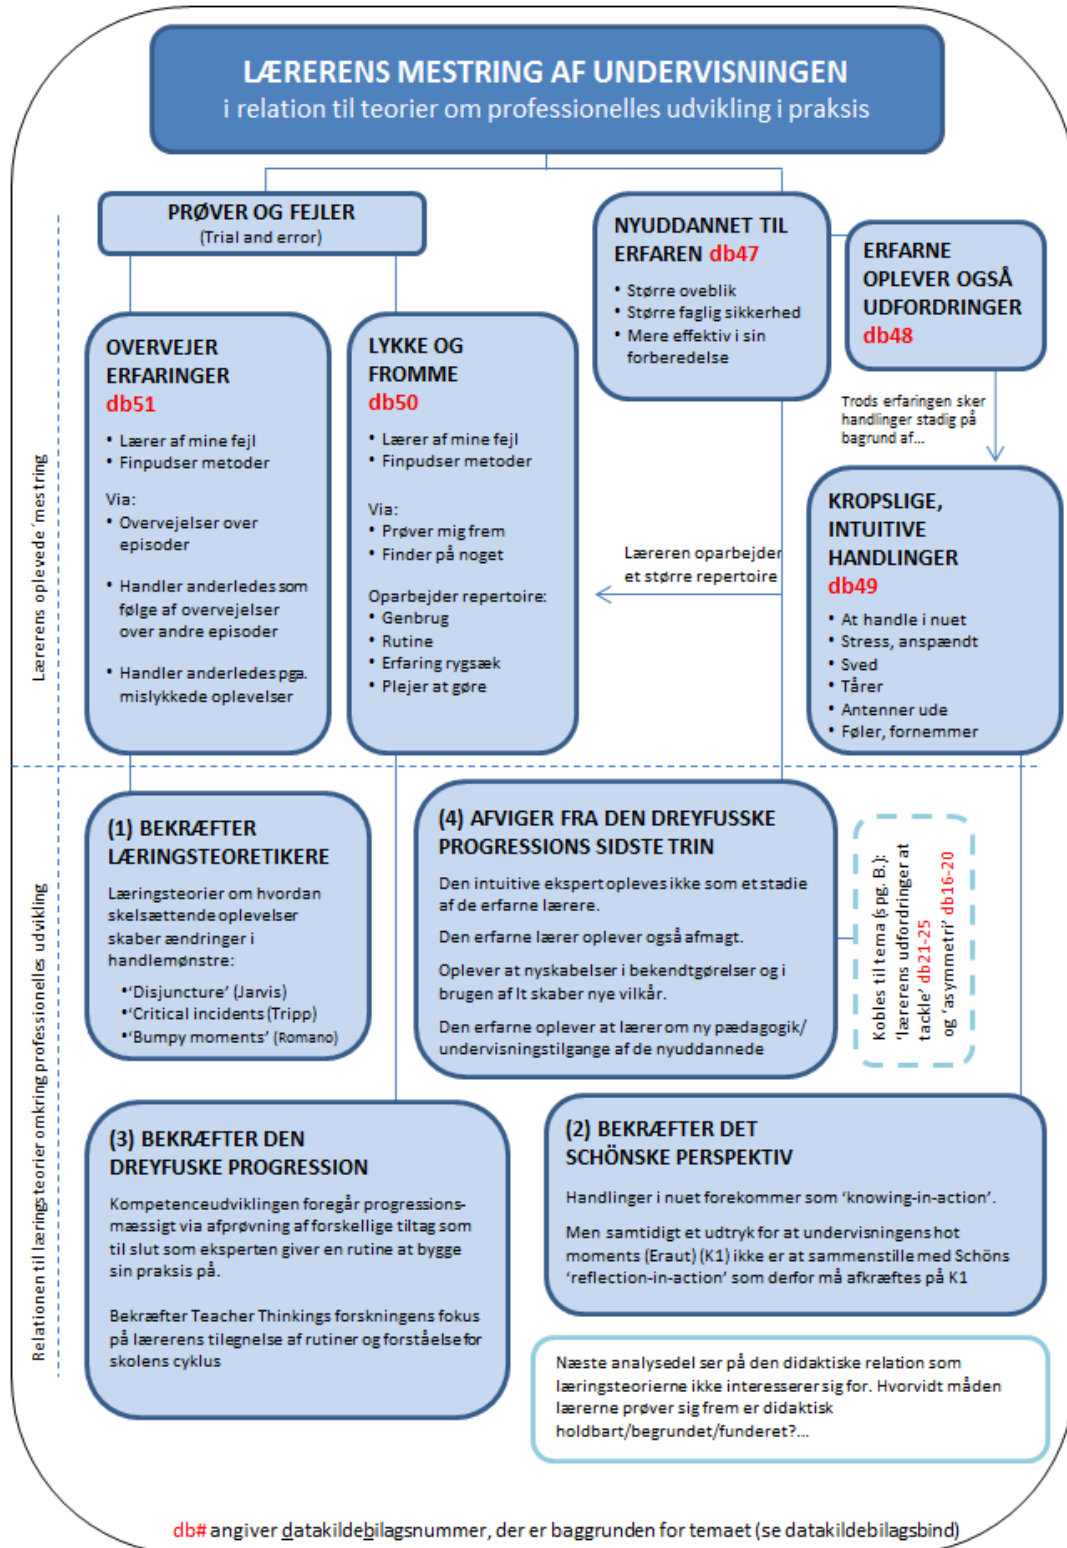 LÆRERENS MESTRING AF UNDERVISNINGEN
i relation til teorier om professionelles udvikling i praksis
PRØVER OG FEJLER
(Trial and error)
NYUDDANNET TIL
ERFAREN db47
• Større oveblik
• Større faglig sikkerhed
• Mere effektiv i sin
forberedelse
ERFARNE
OPLEVER OGSÅ
UDFORDRINGER
db48
Trods erfaringen sker
handlinger stadig på
bagrund af...
OVERVEJER
ERFARINGER
db51
• Lærer af mine fejl
• Finpudser metoder
Via:
• Overvejelser over
episoder
• Handler anderledes som
følge af overvejelser
over andre episoder
• Handler anderledes pga.
mislykkede oplevelser
LYKKE OG
FROMME
db50
• Lærer af mine fejl
• Finpudser metoder
Via:
• Prøver mig frem
• Finder på noget
Oparbejder repertoire:
• Genbrug
• Rutine
• Erfaring rygsæk
• Plejer at gøre
Læreren oparbejder
et større repertoire
KROPSLIGE,
INTUITIVE
HANDLINGER
db49
• At handle i nuet
• Stress, anspændt
• Sved
• Tårer
• Antenner ude
• Føler, fornemmer
Lærerens oplevede ´mestring
Relationen til læringsteorier omkring professionelles udvikling
(1) BEKRÆFTER
LÆRINGSTEORETIKERE
Læringsteorier om hvordan
skelsættende oplevelser
skaber ændringer i
handlemønstre:
•'Disjuncture' (Jarvis)
•'Critical incidents (Tripp)
•'Bumpy moments' (Romano)
(4) AFVIGER FRA DEN DREYFUSSKE
PROGRESSIONS SIDSTE TRIN
Den intuitive ekspert opleves ikke som et stadie
af de erfarne lærere.
Den erfarne lærer oplever også afmagt.
Oplever at nyskabelser i bekendtgørelser og i
brugen af It skaber nye vilkår.
Den erfarne oplever at lærer om ny pædagogik/
undervisningstilgange af de nyuddannede
Kobles til tema (spg. B.):
'lærerens udfordringer at
tackle' db21-25
og 'asymmetri' db16-20
(3) BEKRÆFTER DEN
DREYFUSKE PROGRESSION
Kompetenceudviklingen foregår progressions-
mæssigt via afprøvning af forskellige tiltag som
til slut som eksperten giver en rutine at bygge
sin praksis på.
Bekræfter Teacher Thinkings forskningens fokus
på lærerens tilegnelse af rutiner og forståelse for
skolens cyklus
(2) BEKRÆFTER DET
SCHÖNSKE PERSPEKTIV
Handlinger i nuet forekommer som 'knowing-in-action'.
Men samtidigt et udtryk for at undervisningens hot
moments (Eraut) (K1) ikke er at sammenstille med Schöns
'reflection-in-action' som derfor må afkræftes på K1
Næste analysedel ser på den didaktiske relation som
læringsteorierne ikke interesserer sig for. Hvorvidt måden
lærerne prøver sig frem er didaktisk
holdbart/begrundet/funderet?...
db# angiver datakildebilagsnummer, der er baggrunden for temaet (se datakildebilagsbind)